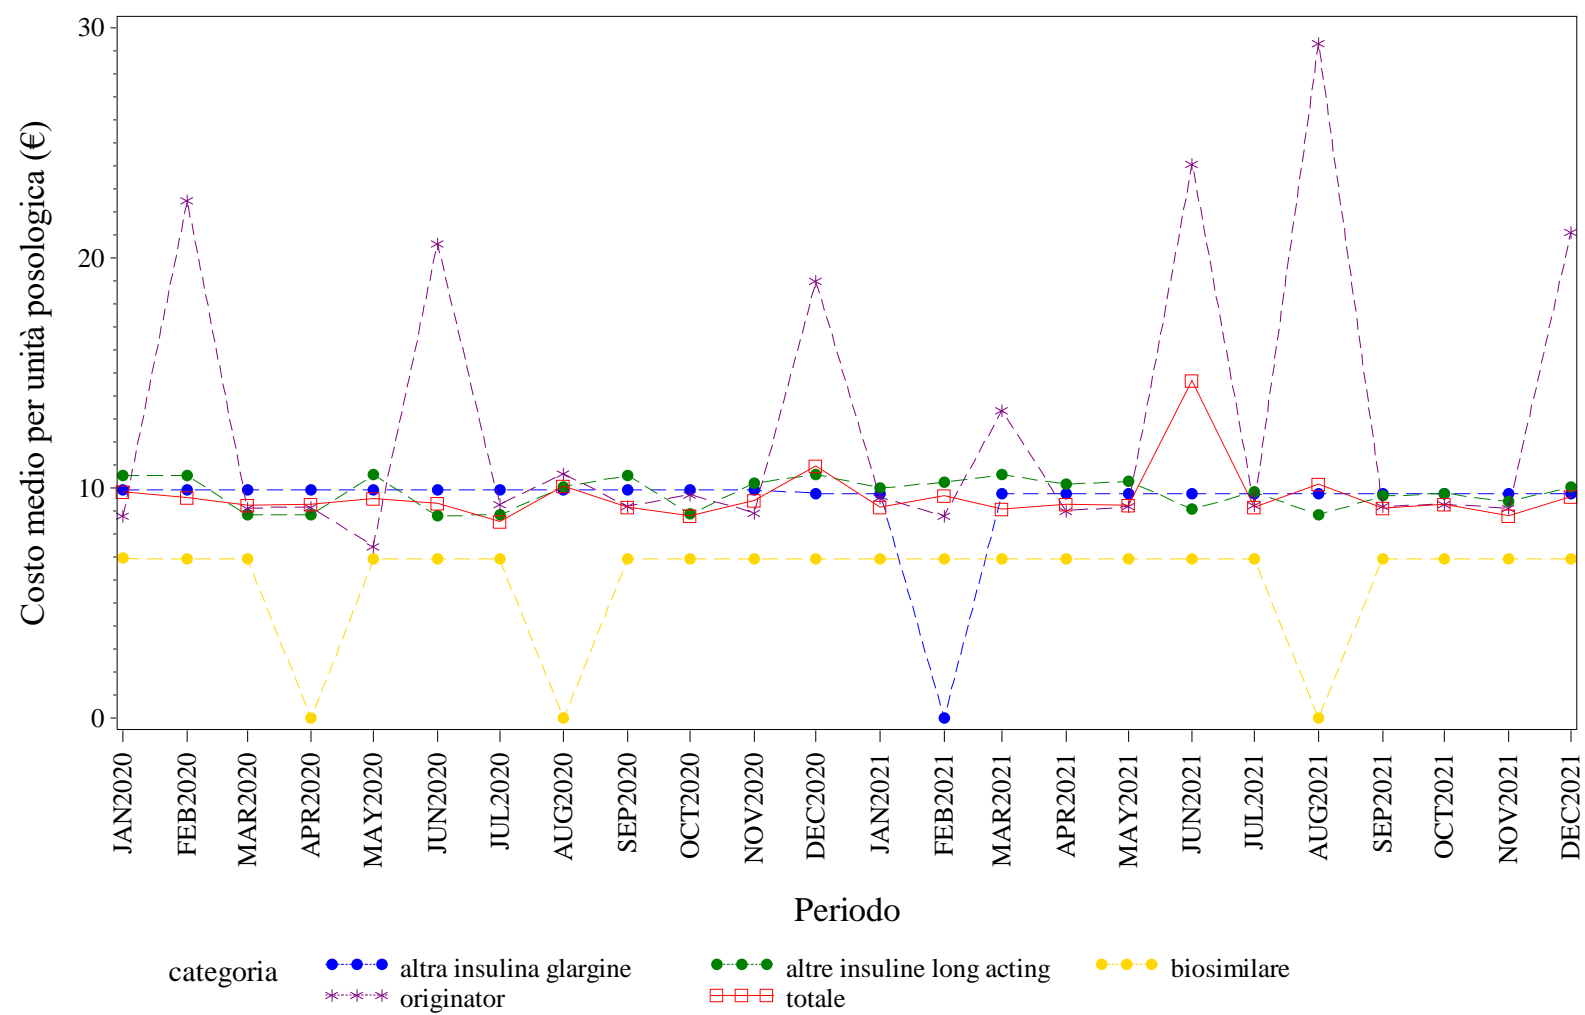 Costo medio per unità posologica (€)
30
20
10
0
JAN2020
FEB2020
MAR2020
APR2020
MAY2020
JUN2020
JUL2020
AUG2020
SEP2020
OCT2020
NOV2020
DEC2020
JAN2021
FEB2021
MAR2021
APR2021
MAY2021
JUN2021
JUL2021
AUG2021
SEP2021
OCT2021
NOV2021
DEC2021
Periodo
categoria
altra insulina glargine
altre insuline long acting
biosimilare
originator
totale